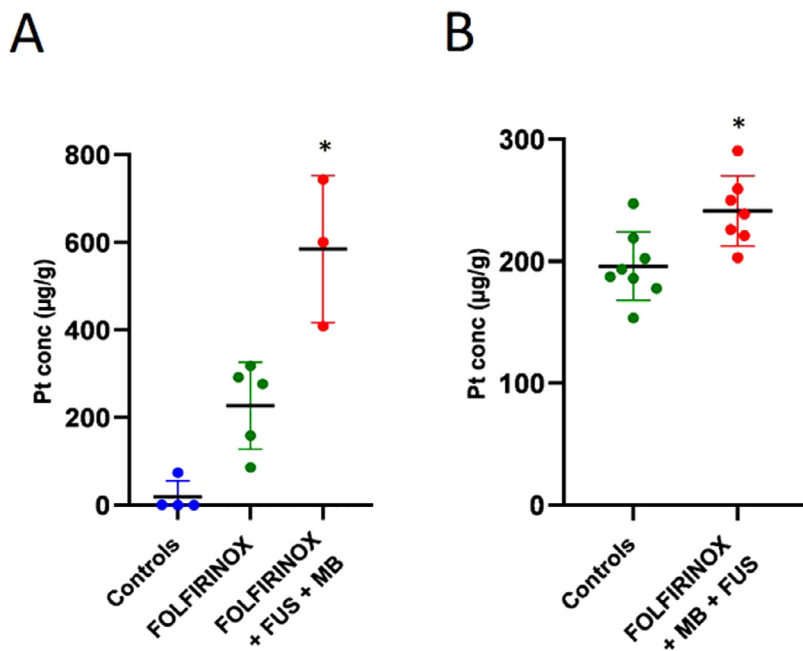 A
Pt conc (µg/g)
800
600
400
200
0
*
Controls
FOLFIRINOX
FOLFIRINOX
+ FUS + MB
B
Pt conc (µg/g)
300
200
100
0
*
Controls
FOLFIRINOX
+ MB + FUS